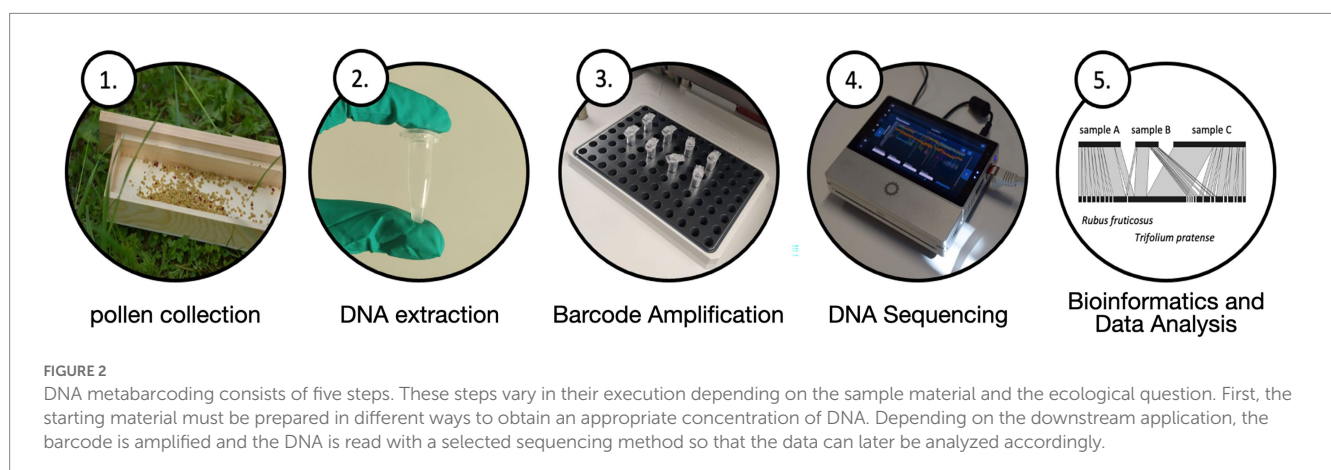 1.
2.
3.
4.
5.
sample A sample B sample C
Rubus fruticosus
Trifolium pratense
pollen collection
DNA extraction
Barcode Amplification
DNA Sequencing
Bioinformatics and
Data Analysis
FIGURE 2
DNA metabarcoding consists of five steps. These steps vary in their execution depending on the sample material and the ecological question. First, the
starting material must be prepared in different ways to obtain an appropriate concentration of DNA. Depending on the downstream application, the
barcode is amplified and the DNA is read with a selected sequencing method so that the data can later be analyzed accordingly.